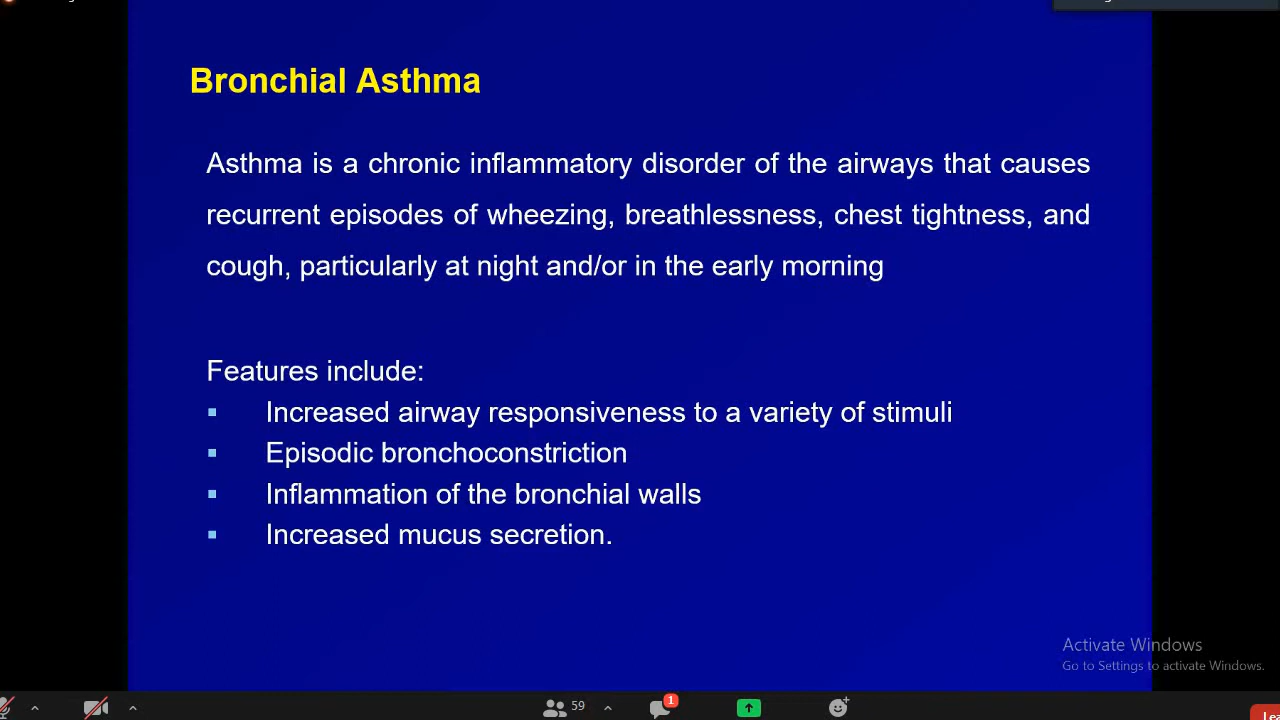 Bronchial Asthma
Asthma is a chronic inflammatory disorder of the airways that causes
recurrent episodes of wheezing, breathlessness, chest tightness, and
cough, particularly at night and/or in the early morning
Features include:
▪ Increased airway responsiveness to a variety of stimuli
▪ Episodic bronchoconstriction
▪ Inflammation of the bronchial walls
▪ Increased mucus secretion.
Activate Windows
Go to Settings to activate Windows.
59
1